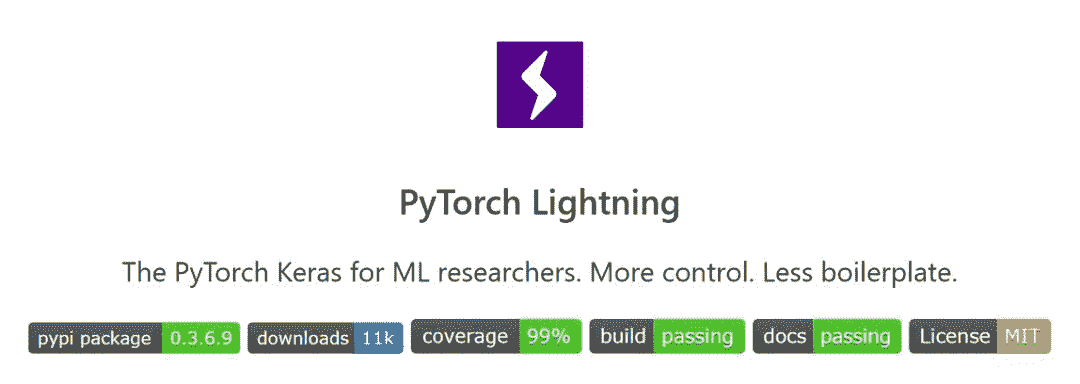 PyTorch Lightning
The PyTorch Keras for ML researchers. More control. Less boilerplate.
pypi package 0.3.6.9 downloads 11k coverage 99% build passing docs passing License MIT